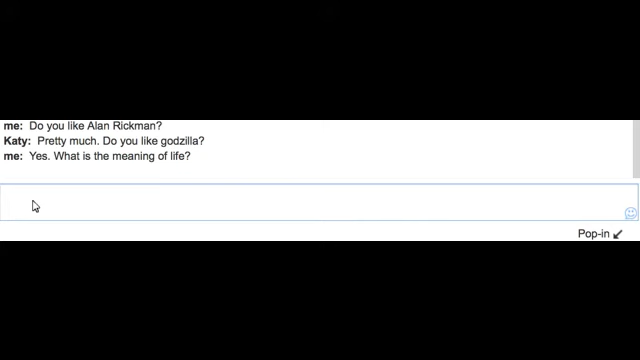 me: Do you like Alan Rickman?
Katy: Pretty much. Do you like godzilla?
me: Yes. What is the meaning of life?
Pop-in